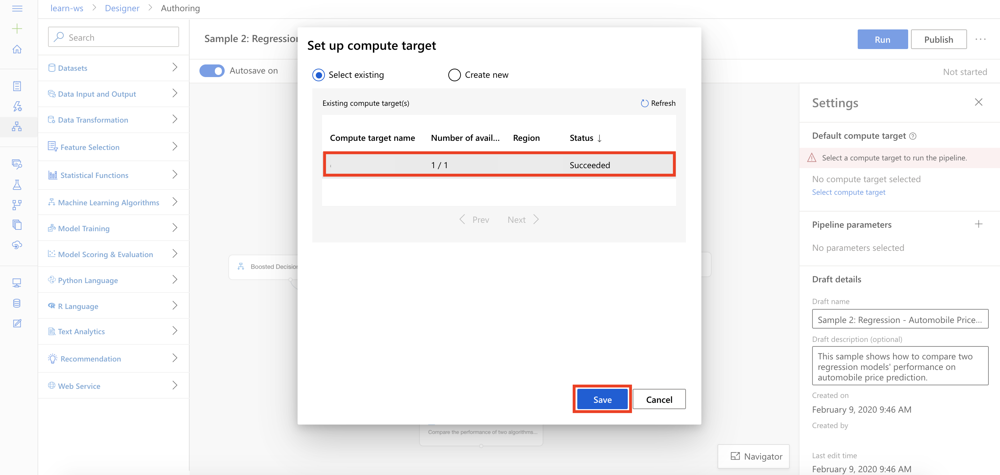 learn-ws > Designer > Authoring
Search
Datasets
Data Input and Output
Data Transformation
Feature Selection
Statistical Functions
Machine Learning Algorithms
Model Training
Model Scoring & Evaluation
Python Language
R Language
Text Analytics
Recommendation
Web Service
Sample 2: Regression
Run
Publish
Autosave on
Not started
Boosted Decision
Compare the performance of two algorithms...
Navigator
Set up compute target
Select existing
Create new
Existing compute target(s)
Refresh
Compute target name Number of avail... Region Status ↓
1 / 1 Succeeded
Prev Next
Save
Cancel
Settings
Default compute target
Select a compute target to run the pipeline.
No compute target selected
Select compute target
Pipeline parameters
No parameters selected
Draft details
Draft name
Sample 2: Regression - Automobile Price...
Draft description (optional)
This sample shows how to compare two
regression models' performance on
automobile price prediction.
Created on
February 9, 2020 9:46 AM
Created by
Last edit time
February 9, 2020 9:46 AM